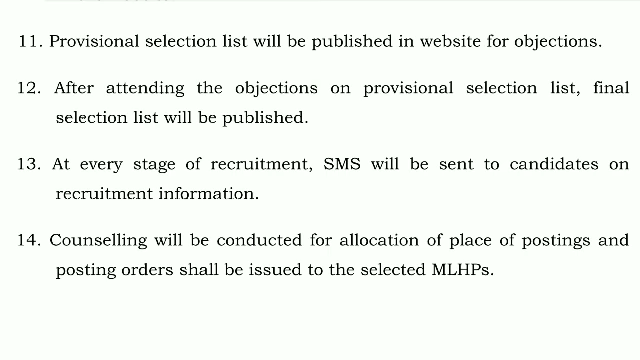 11. Provisional selection list will be published in website for objections.
12. After attending the objections on provisional selection list, final
selection list will be published.
13. At every stage of recruitment, SMS will be sent to candidates on
recruitment information.
14. Counselling will be conducted for allocation of place of postings and
posting orders shall be issued to the selected MLHPs.